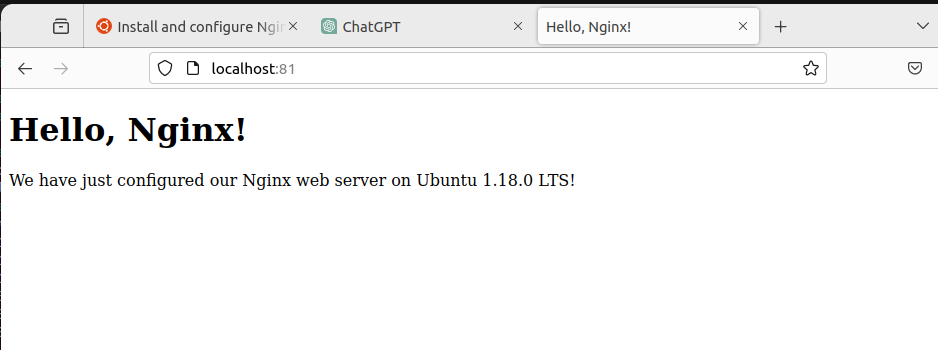 Install and configure Ngin
ChatGPT
Hello, Nginx!
localhost:81
Hello, Nginx!
We have just configured our Nginx web server on Ubuntu 1.18.0 LTS!